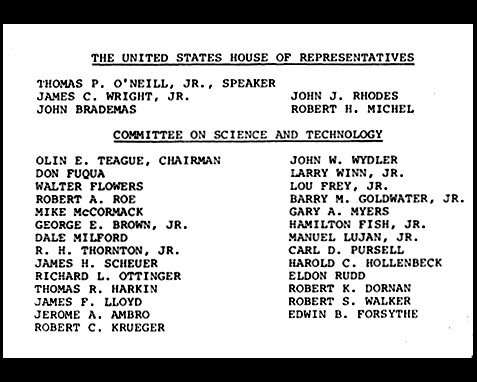 THE UNITED STATES HOUSE OF REPRESENTATIVES
THOMAS P. O'NEILL, JR., SPEAKER
JAMES C. WRIGHT, JR.
JOHN BRADEMAS
JOHN J. RHODES
ROBERT H. MICHEL
COMMITTEE ON SCIENCE AND TECHNOLOGY
OLIN E. TEAGUE, CHAIRMAN
DON FUQUA
WALTER FLOWERS
ROBERT A. ROE
MIKE McCORMACK
GEORGE E. BROWN, JR.
DALE MILFORD
R. H. THORNTON, JR.
JAMES H. SCHEUER
RICHARD L. OTTINGER
THOMAS R. HARKIN
JAMES F. LLOYD
JEROME A. AMBRO
ROBERT C. KRUEGER
JOHN W. WYDLER
LARRY WINN, JR.
LOU FREY, JR.
BARRY M. GOLDWATER, JR.
GARY A. MYERS
HAMILTON FISH, JR.
MANUEL LUJAN, JR.
CARL D. PURSELL
HAROLD C. HOLLENBECK
ELDON RUDD
ROBERT K. DORNAN
ROBERT S. WALKER
EDWIN B. FORSYTHE